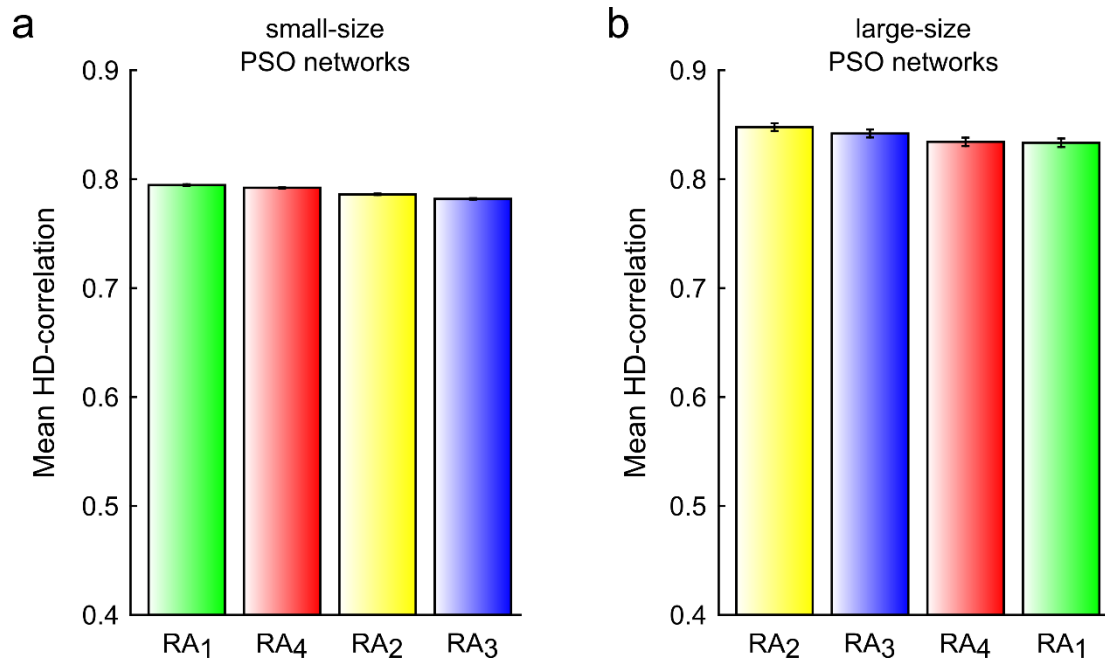 a
small-size
PSO networks
0.9
0.8
0.7
0.6
0.5
0.4
Mean HD-correlation
RA1 RA4 RA2 RA3
b
large-size
PSO networks
0.9
0.8
0.7
0.6
0.5
0.4
Mean HD-correlation
RA2 RA3 RA4 RA1